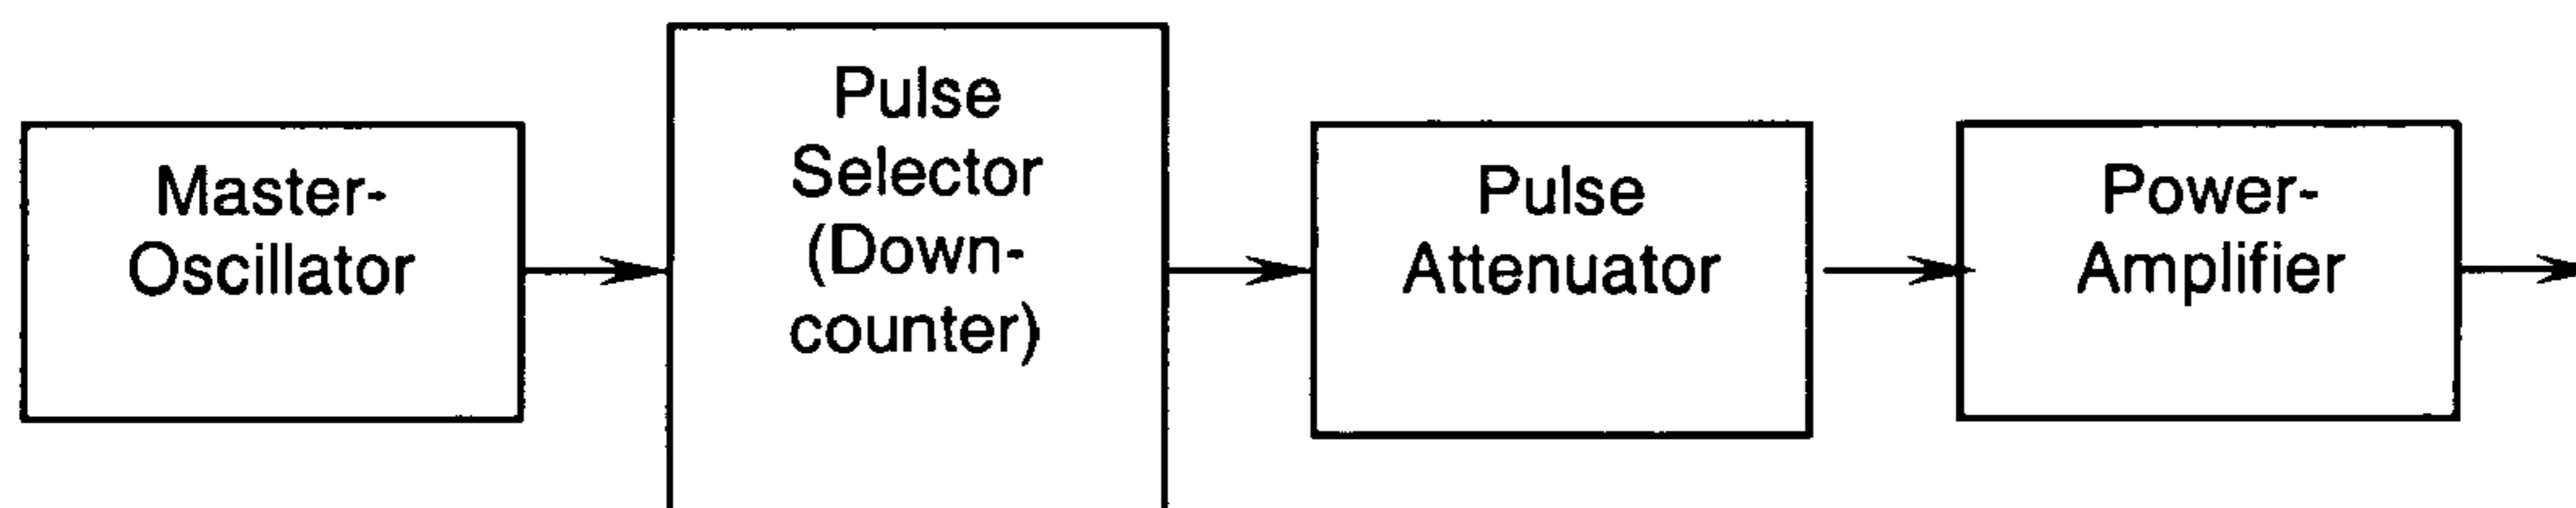 Master-
Oscillator
Pulse
Selector
(Down-
counter)
Pulse
Attenuator
Power-
Amplifier